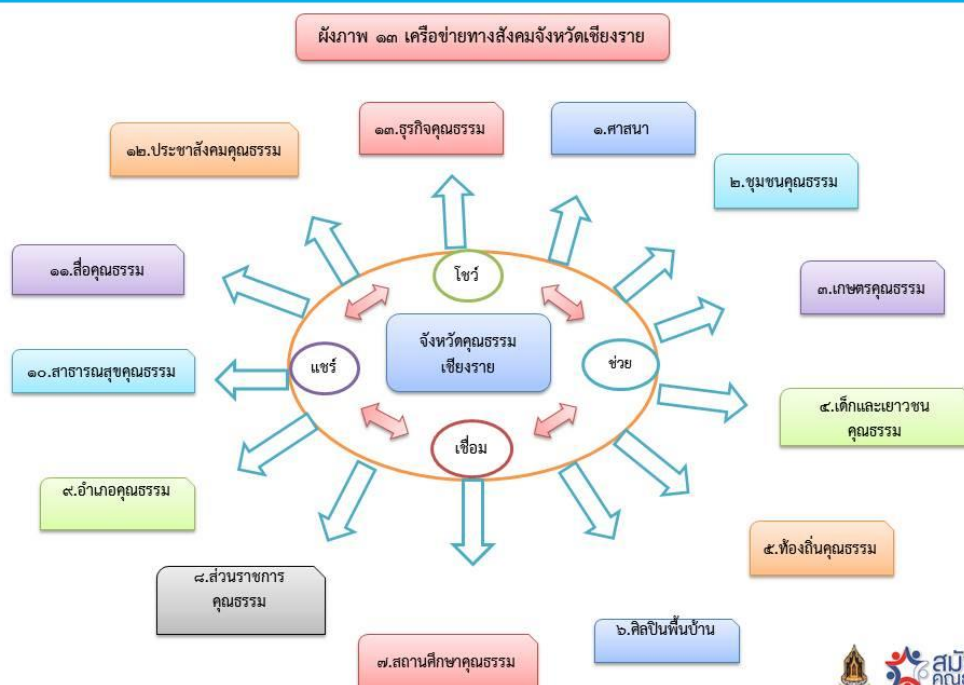 ผังภาพ ๑๓ เครือข่ายทางสังคมจังหวัดเชียงราย
๑๓.ธุรกิจคุณธรรม
๑.ศาสนา
๑๒.ประชาสังคมคุณธรรม
๒.ชุมชนคุณธรรม
๑๑.สื่อคุณธรรม
โชว์
๓.เกษตรคุณธรรม
จังหวัดคุณธรรม
เชียงราย
แชร์
ช่วย
๑๐.สาธารณสุขคุณธรรม
๔.เด็กและเยาวชน
คุณธรรม
เชื่อม
๙.อำเภอคุณธรรม
๕.ท้องถิ่นคุณธรรม
๘.ส่วนราชการ
คุณธรรม
๖.ศิลปินพื้นบ้าน
๗.สถานศึกษาคุณธรรม